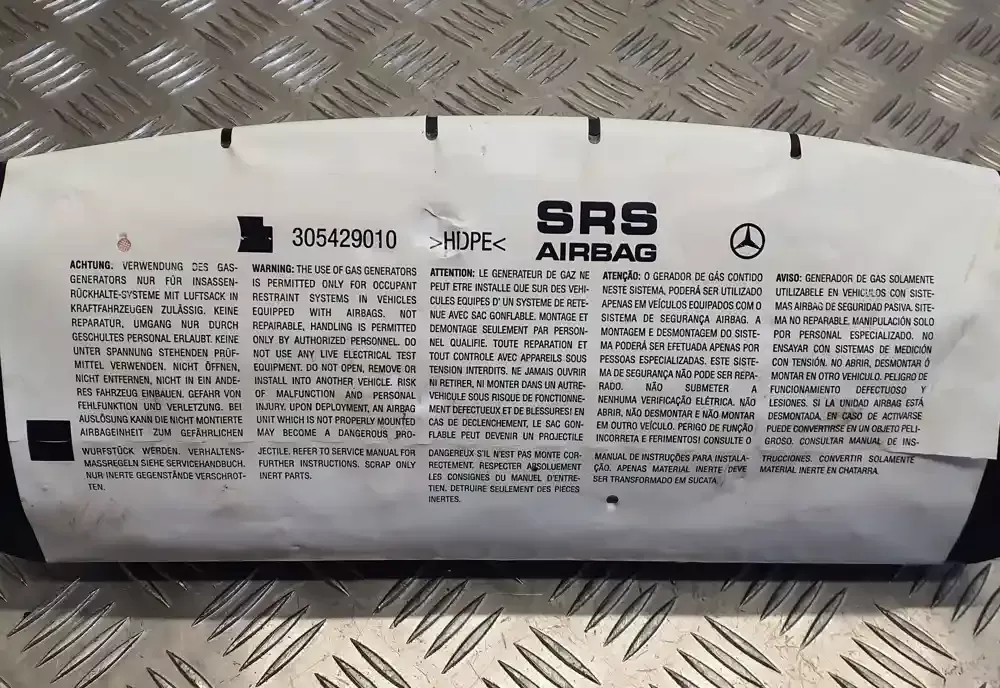 305429010
>HDPE<
SRS
AIRBAG
ACHTUNG. VERWENDUNG DES GAS-
GENERATORS NUR FÜR INSASSEN-
RÜCKHALTE-SYSTEME MIT LUFTSACK IN
KRAFTFAHRZEUGEN ZULÄSSIG. KEINE
REPARATUR, UMGANG NUR DURCH
GESCHULTES PERSONAL ERLAUBT. KEINE
UNTER SPANNUNG STEHENDEN PRÜF-
MITTEL VERWENDEN. NICHT ÖFFNEN,
NICHT ENTFERNEN, NICHT IN EIN ANDE-
RES FAHRZEUG EINBAUEN. GEFAHR VON
FEHLFUNKTION UND VERLETZUNG. BEI
AUSLÖSUNG KANN DIE NICHT MONTIERTE
AIRBAGEINHEIT ZUM GEFÄHRLICHEN
WURFSTÜCK WERDEN. VERHALTENS-
MASSREGELN SIEHE SERVICEHANDBUCH.
NUR INERTE GEGENSTÄNDE VERSCHROT-
TEN.
WARNING: THE USE OF GAS GENERATORS
IS PERMITTED ONLY FOR OCCUPANT
RESTRAINT SYSTEMS IN VEHICLES
EQUIPPED WITH AIRBAGS. NOT
REPAIRABLE, HANDLING IS PERMITTED
ONLY BY AUTHORIZED PERSONNEL. DO
NOT USE ANY LIVE ELECTRICAL TEST
EQUIPMENT. DO NOT OPEN, REMOVE OR
INSTALL INTO ANOTHER VEHICLE. RISK
OF MALFUNCTION AND PERSONAL
INJURY. UPON DEPLOYMENT, AN AIRBAG
UNIT WHICH IS NOT PROPERLY MOUNTED
MAY BECOME A DANGEROUS PRO-
JECTILE. REFER TO SERVICE MANUAL FOR
FURTHER INSTRUCTIONS. SCRAP ONLY
INERT PARTS.
ATTENTION: LE GENERATEUR DE GAZ NE
PEUT ETRE INSTALLE QUE SUR DES VEHI-
CULES EQUIPES D' UN SYSTEME DE RETE-
NUE AVEC SAC GONFLABLE. MONTAGE ET
DEMONTAGE SEULEMENT PAR PERSON-
NEL QUALIFIE. TOUTE REPARATION ET
TOUT CONTROLE AVEC APPAREILS SOUS
TENSION INTERDITS. NE JAMAIS OUVRIR
NI RETIRER, NI MONTER DANS UN AUTRE-
VEHICULE SOUS RISQUE DE FONCTIONNE-
MENT DEFECTUEUX ET DE BLESSURES! EN
CAS DE DECLENCHEMENT, LE SAC GON-
FLABLE PEUT DEVENIR UN PROJECTILE
DANGEREUX S'IL N'EST PAS MONTE COR-
RECTEMENT. RESPECTER ABSOLUEMENT
LES CONSIGNES DU MANUEL D'ENTRE-
TIEN. DETRUIRE SEULEMENT DES PIECES
INERTES.
ATENÇÃO: O GERADOR DE GÁS CONTIDO
NESTE SISTEMA, PODERÁ SER UTILIZADO
APENAS EM VEÍCULOS EQUIPADOS COM O
SISTEMA DE SEGURANÇA AIRBAG. A
MONTAGEM E DESMONTAGEM DO SISTE-
MA PODERÁ SER EFETUADA APENAS POR
PESSOAS ESPECIALIZADAS. ESTE SISTE-
MA DE SEGURANÇA NÃO PODE SER REPA-
RADO. NÃO SUBMETER A
NENHUMA VERIFICAÇÃO ELÉTRICA. NÃO
ABRIR, NÃO DESMONTAR E NÃO MONTAR
EM OUTRO VEÍCULO. PERIGO DE FUNÇÃO
INCORRETA E FERIMENTOS! CONSULTE O
MANUAL DE INSTRUÇÕES PARA INSTALA-
ÇÃO. APENAS MATERIAL INERTE DEVE
SER TRANSFORMADO EM SUCATA.
AVISO: GENERADOR DE GAS SOLAMENTE
UTILIZABELE EN VEHICULOS CON SISTE-
MAS AIRBAG DE SEGURIDAD PASIVA. SITE-
MA NO REPARABLE. MANIPULACIÓN SOLO
POR PERSONAL ESPECIALIZADO. NO
ENSAYAR CON SISTEMAS DE MEDICIÓN
CON TENSIÓN. NO ABRIR, DESMONTAR Ó
MONTAR EN OTRO VEHICULO. PELIGRO DE
FUNCIONAMIENTO DEFECTUOSO Y
LESIONES. SI LA UNIDAD AIRBAG ESTÁ
DESMONTADA, EN CASO DE ACTIVARSE
PUEDE CONVERTIRSE EN UN OBJETO PELI-
GROSO. CONSULTAR MANUAL DE INS-
TRUCCIONES. CONVERTIR SOLAMENTE
MATERIAL INERTE EN CHATARRA.